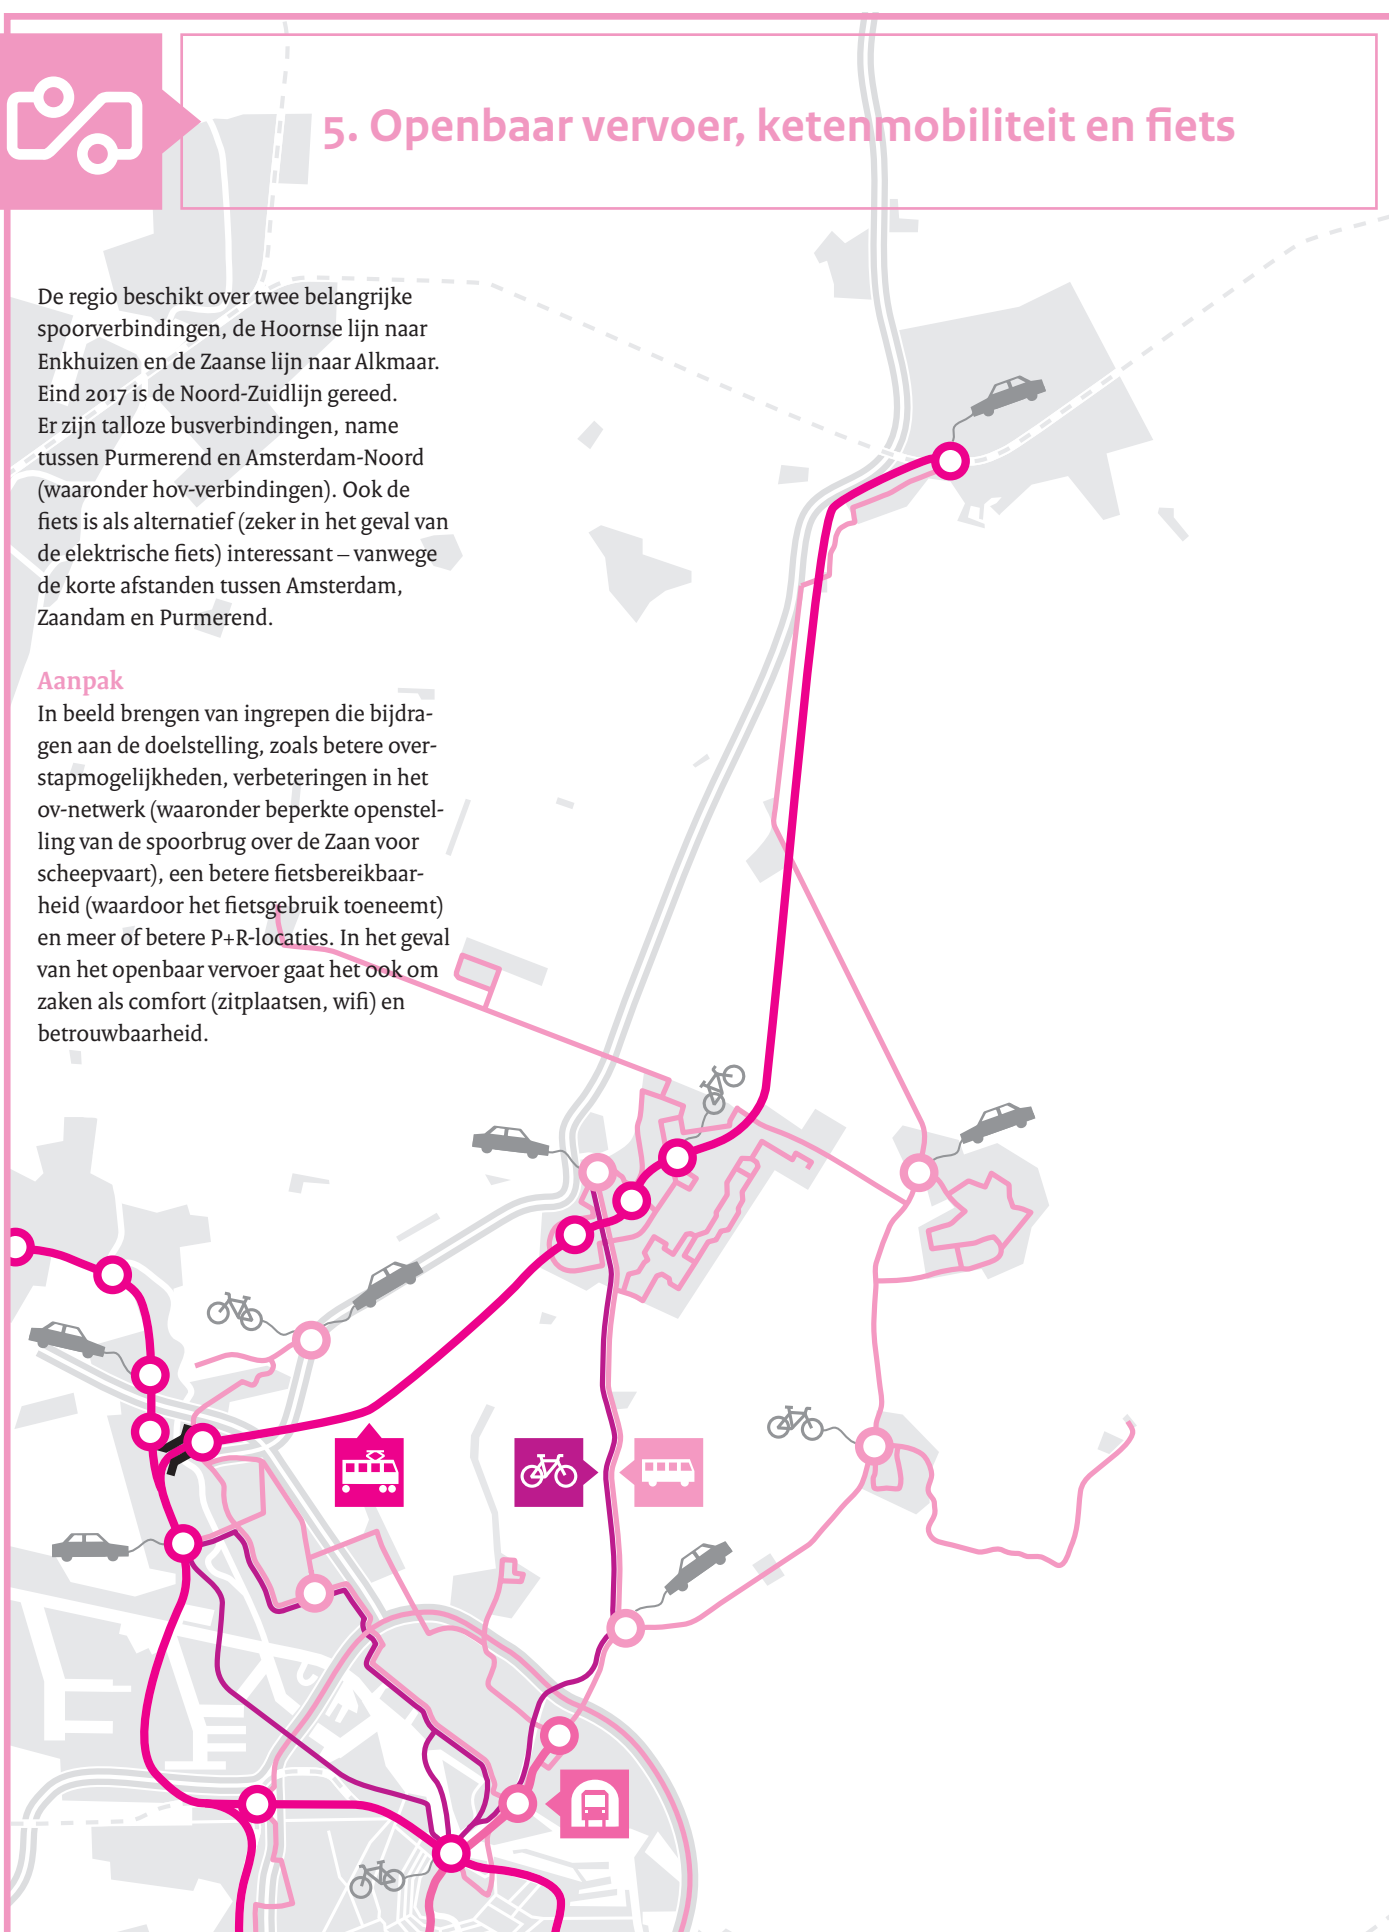 5. Openbaar vervoer, ketenmobiliteit en fiets
De regio beschikt over twee belangrijke
spoorverbindingen, de Hoornse lijn naar
Enkhuizen en de Zaanse lijn naar Alkmaar.
Eind 2017 is de Noord-Zuidlijn gereed.
Er zijn talloze busverbindingen, name
tussen Purmerend en Amsterdam-Noord
(waaronder hov-verbindingen). Ook de
fiets is als alternatief (zeker in het geval van
de elektrische fiets) interessant – vanwege
de korte afstanden tussen Amsterdam,
Zaandam en Purmerend.
Aanpak
In beeld brengen van ingrepen die bijdra-
gen aan de doelstelling, zoals betere over-
stapmogelijkheden, verbeteringen in het
ov-netwerk (waaronder beperkte openstel-
ling van de spoorbrug over de Zaan voor
scheepvaart), een betere fietsbereikbaar-
heid (waardoor het fietsgebruik toeneemt)
en meer of betere P+R-locaties. In het geval
van het openbaar vervoer gaat het ook om
zaken als comfort (zitplaatsen, wifi) en
betrouwbaarheid.